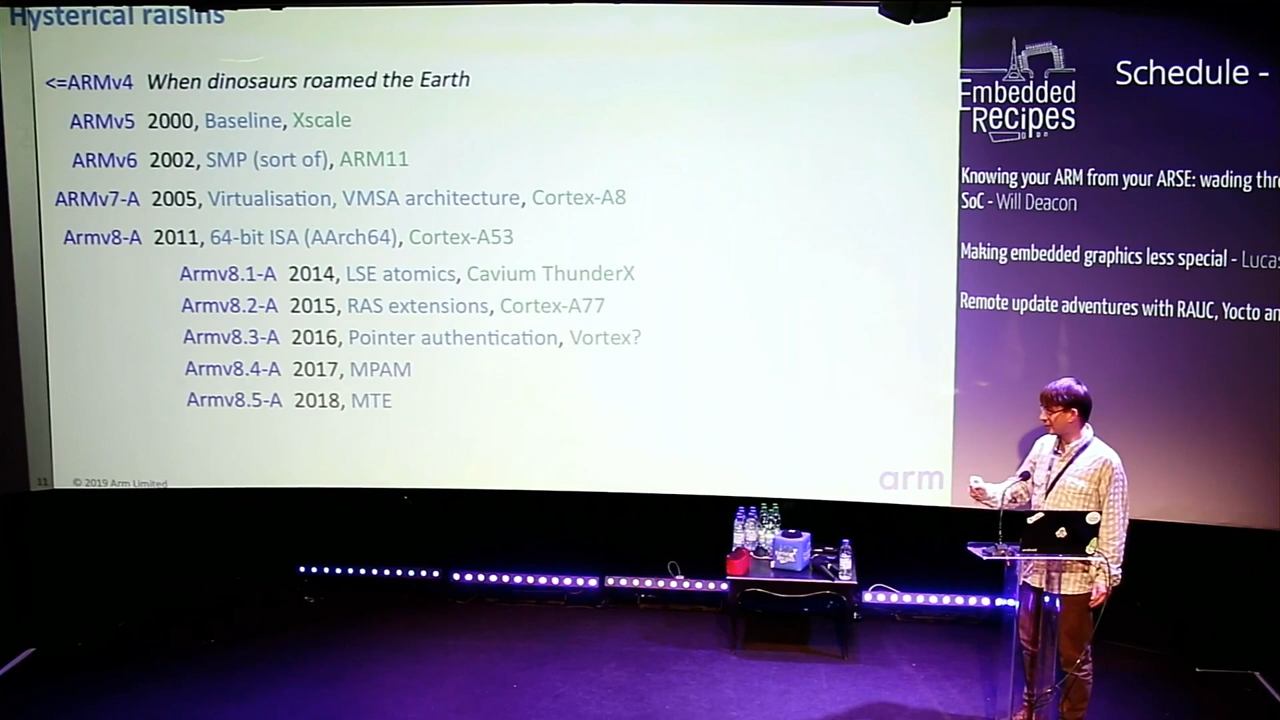 Hysterical raisins
<=ARMv4 When dinosaurs roamed the Earth
ARMv5 2000, Baseline, Xscale
ARMv6 2002, SMP (sort of), ARM11
ARMv7-A 2005, Virtualisation, VMSA architecture, Cortex-A8
Armv8-A 2011, 64-bit ISA (AArch64), Cortex-A53
Armv8.1-A 2014, LSE atomics, Cavium ThunderX
Armv8.2-A 2015, RAS extensions, Cortex-A77
Armv8.3-A 2016, Pointer authentication, Vortex?
Armv8.4-A 2017, MPAM
Armv8.5-A 2018, MTE
11 © 2019 Arm Limited
arm
Embedded
Recipes
Schedule -
Knowing your ARM from your ARSE: wading thr
SoC - Will Deacon
Making embedded graphics less special - Lucas
Remote update adventures with RAUC, Yocto an